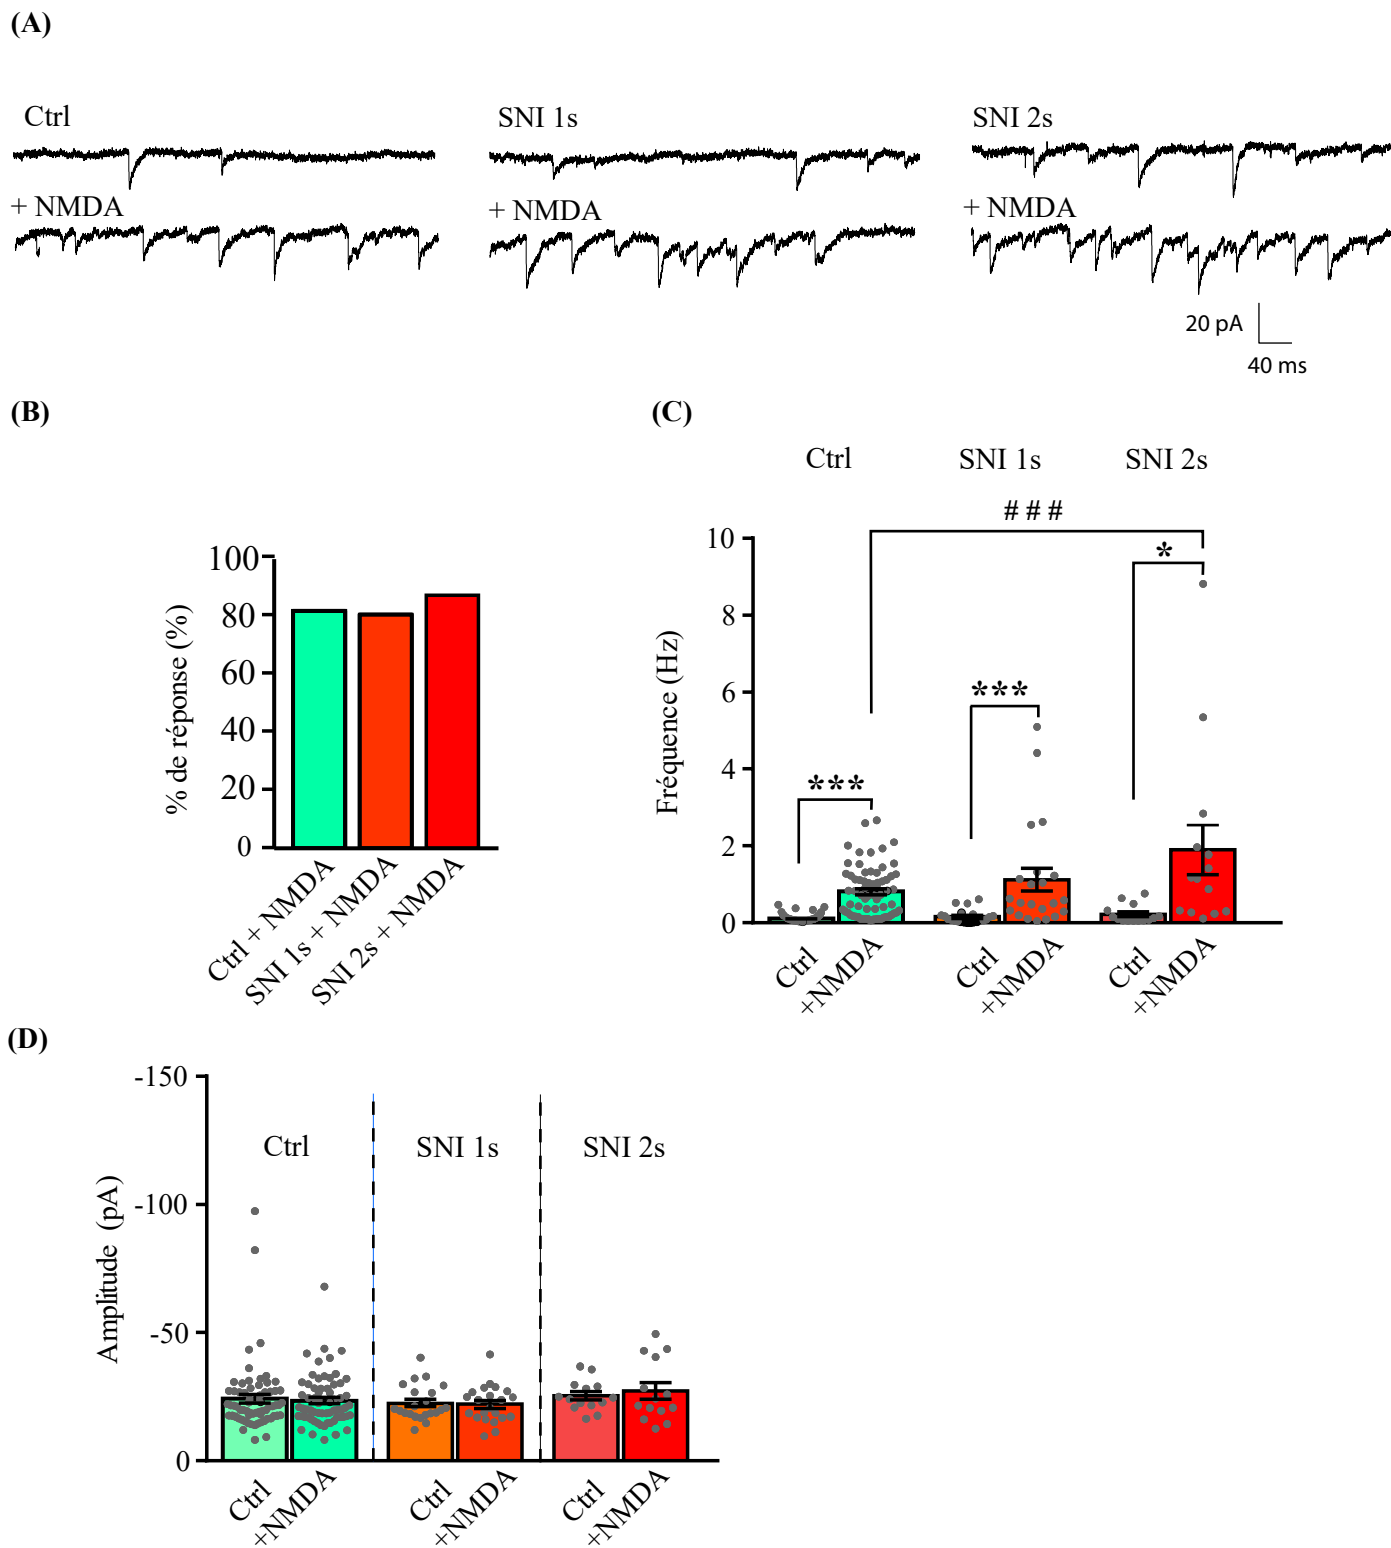 (A)
Ctrl
SNI 1s
SNI 2s
+ NMDA
+ NMDA
+ NMDA
20 pA
40 ms
(B)
% de réponse (%)
100
80
60
40
20
0
Ctrl + NMDA
SNI 1s + NMDA
SNI 2s + NMDA
(C)
Ctrl
SNI 1s
SNI 2s
# # #
*
***
***
Fréquence (Hz)
10
8
6
4
2
0
Ctrl
+NMDA
Ctrl
+NMDA
Ctrl
+NMDA
(D)
Amplitude (pA)
-150
-100
-50
0
Ctrl
SNI 1s
SNI 2s
Ctrl
+NMDA
Ctrl
+NMDA
Ctrl
+NMDA